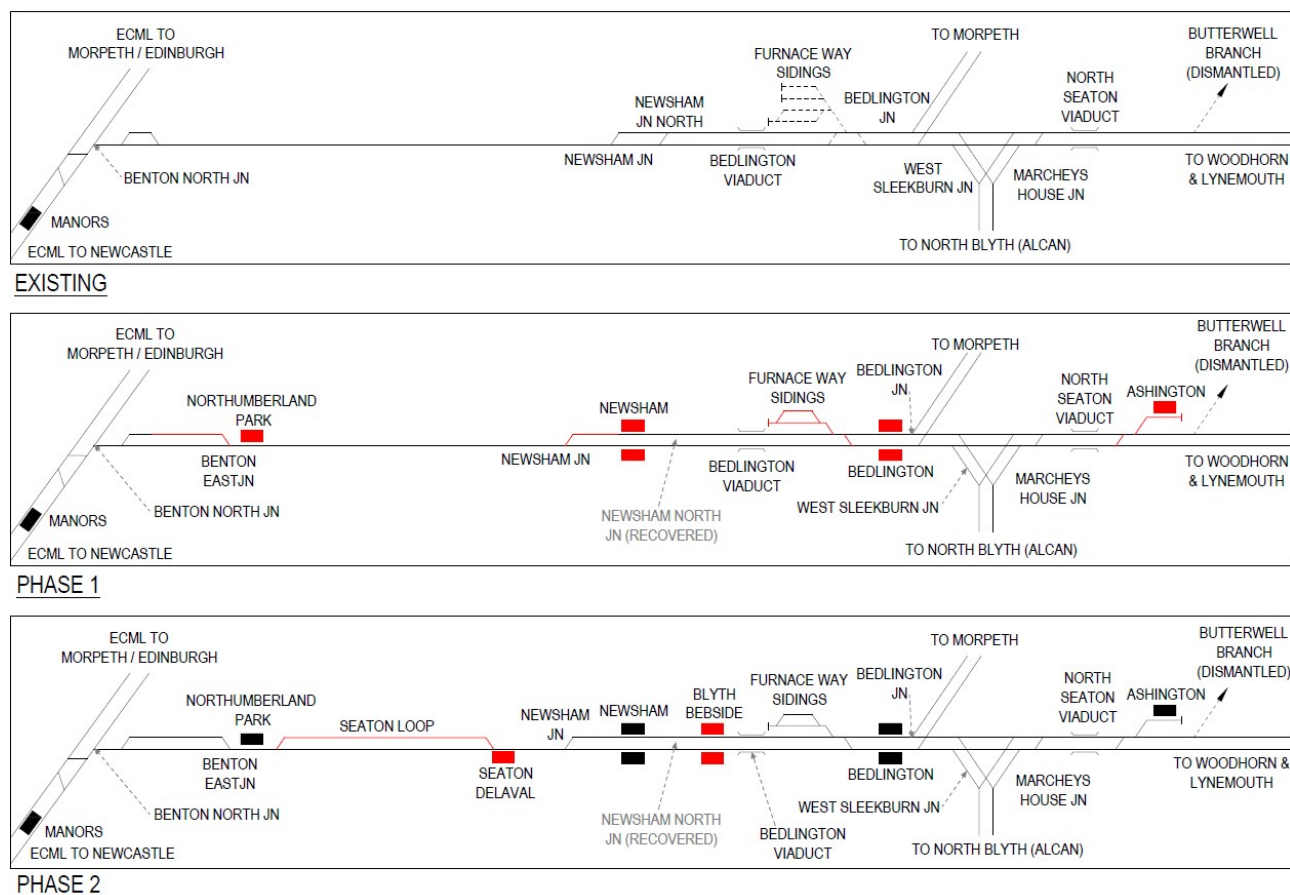 ECML TO
MORPETH / EDINBURGH
TO MORPETH
BUTTERWELL
BRANCH
(DISMANTLED)
FURNACE WAY
SIDINGS
NEWSHAM
JN NORTH
BEDLINGTON
JN
NORTH
SEATON
VIADUCT
BENTON NORTH JN
NEWSHAM JN
BEDLINGTON
VIADUCT
WEST
SLEEKBURN JN
MARCHEYS
HOUSE JN
TO WOODHORN
& LYNEMOUTH
MANORS
ECML TO NEWCASTLE
TO NORTH BLYTH (ALCAN)
EXISTING
ECML TO
MORPETH / EDINBURGH
TO MORPETH
BUTTERWELL
BRANCH
(DISMANTLED)
NORTHUMBERLAND
PARK
NEWSHAM
FURNACE WAY
SIDINGS
BEDLINGTON
JN
NORTH
SEATON
VIADUCT
ASHINGTON
BENTON
EASTJN
NEWSHAM JN
BEDLINGTON
VIADUCT
BEDLINGTON
MARCHEYS
HOUSE JN
TO WOODHORN
& LYNEMOUTH
BENTON NORTH JN
WEST SLEEKBURN JN
NEWSHAM NORTH
JN (RECOVERED)
MANORS
ECML TO NEWCASTLE
TO NORTH BLYTH (ALCAN)
PHASE 1
ECML TO
MORPETH / EDINBURGH
TO MORPETH
BUTTERWELL
BRANCH
(DISMANTLED)
NORTHUMBERLAND
PARK
SEATON LOOP
NEWSHAM
JN
NEWSHAM
BLYTH
BEBSIDE
FURNACE WAY
SIDINGS
BEDLINGTON
JN
NORTH
SEATON
VIADUCT
ASHINGTON
BENTON
EASTJN
SEATON
DELAVAL
BEDLINGTON
MARCHEYS
HOUSE JN
TO WOODHORN &
LYNEMOUTH
BENTON NORTH JN
WEST SLEEKBURN JN
NEWSHAM NORTH
JN (RECOVERED)
BEDLINGTON
VIADUCT
MANORS
ECML TO NEWCASTLE
TO NORTH BLYTH (ALCAN)
PHASE 2